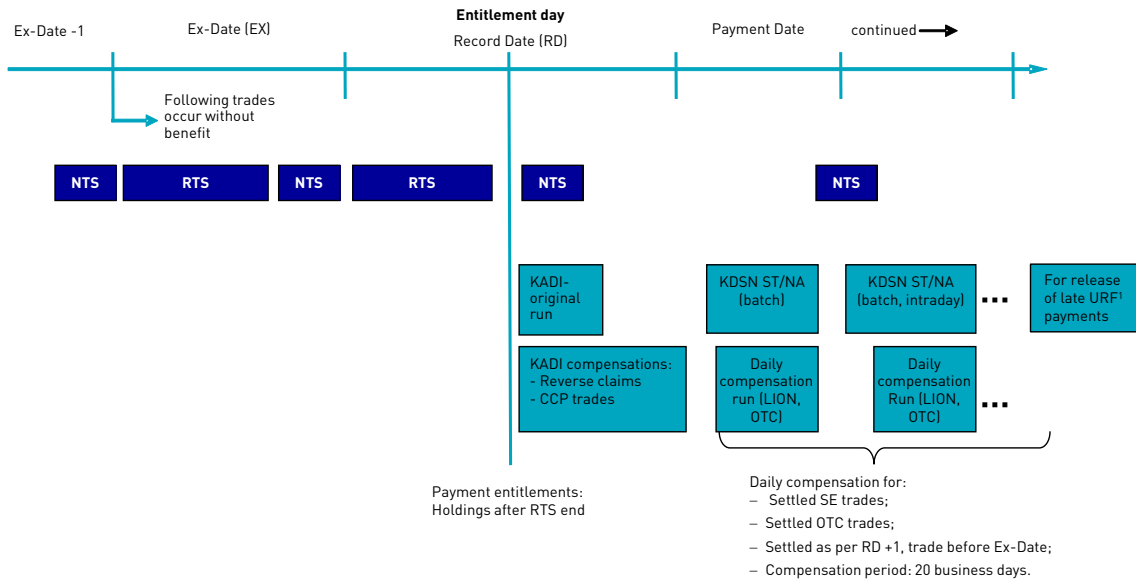 Entitlement day
Ex-Date -1
Ex-Date (EX)
Record Date (RD)
Payment Date
continued
Following trades
occur without
benefit
NTS
RTS
NTS
RTS
NTS
NTS
KADI-
original
run
KDSN ST/NA
(batch)
KDSN ST/NA
(batch, intraday)
...
For release
of late URF¹
payments
KADI compensations:
- Reverse claims
- CCP trades
Daily
compensation
run (LION,
OTC)
Daily
compensation
Run (LION,
OTC)
...
Payment entitlements:
Holdings after RTS end
Daily compensation for:
– Settled SE trades;
– Settled OTC trades;
– Settled as per RD +1, trade before Ex-Date;
– Compensation period: 20 business days.